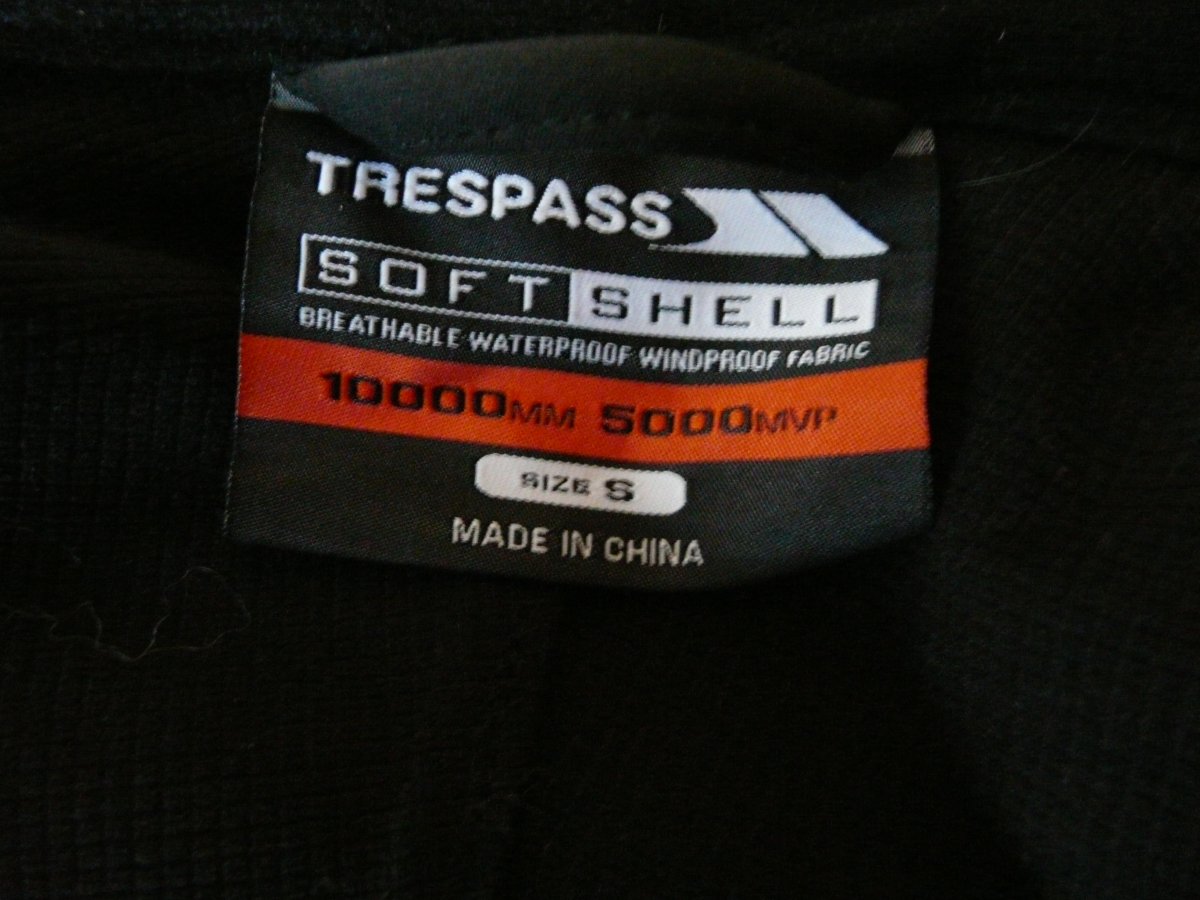 TRESPASS
SOFT SHELL
BREATHABLE WATERPROOF WINDPROOF FABRIC
10000MM 5000MVP
SIZE S
MADE IN CHINA